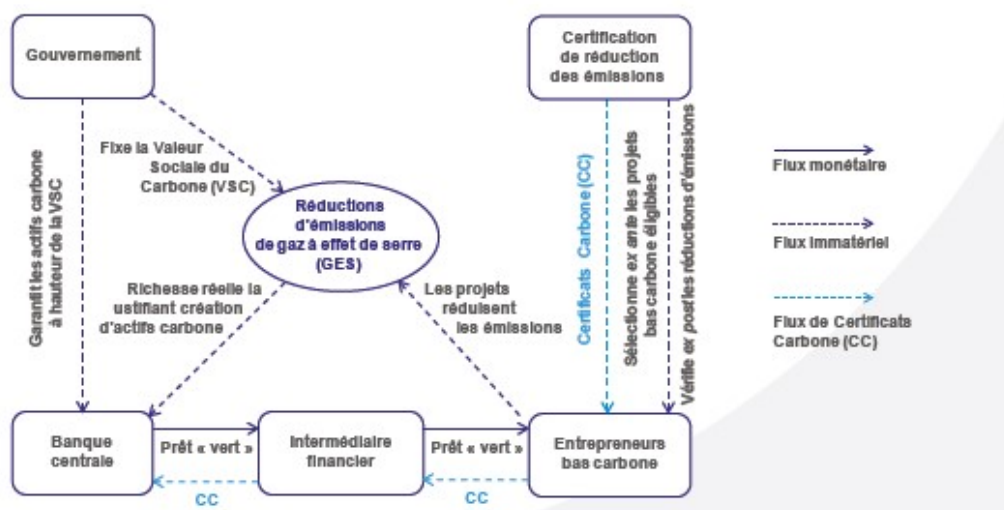 Gouvernement
Certification
de réduction
des émissions
Fixe la Valeur
Sociale du
Carbone (VSC)
Garantit les actifs carbone
à hauteur de la VSC
Réductions
d'émissions
de gaz à effet de serre
(GES)
Richesse réelle la
ustifiant création
d'actifs carbone
Les projets
réduisent
les émissions
Certificats Carbone (CC)
Sélectionne ex ante les projets
bas carbone éligibles
Vérifie ex post les réductions d'émissions
Flux monétaire
Flux immatériel
Flux de Certificats
Carbone (CC)
Banque
centrale
Prêt « vert »
Intermédiaire
financier
Prêt « vert »
Entrepreneurs
bas carbone
CC
CC